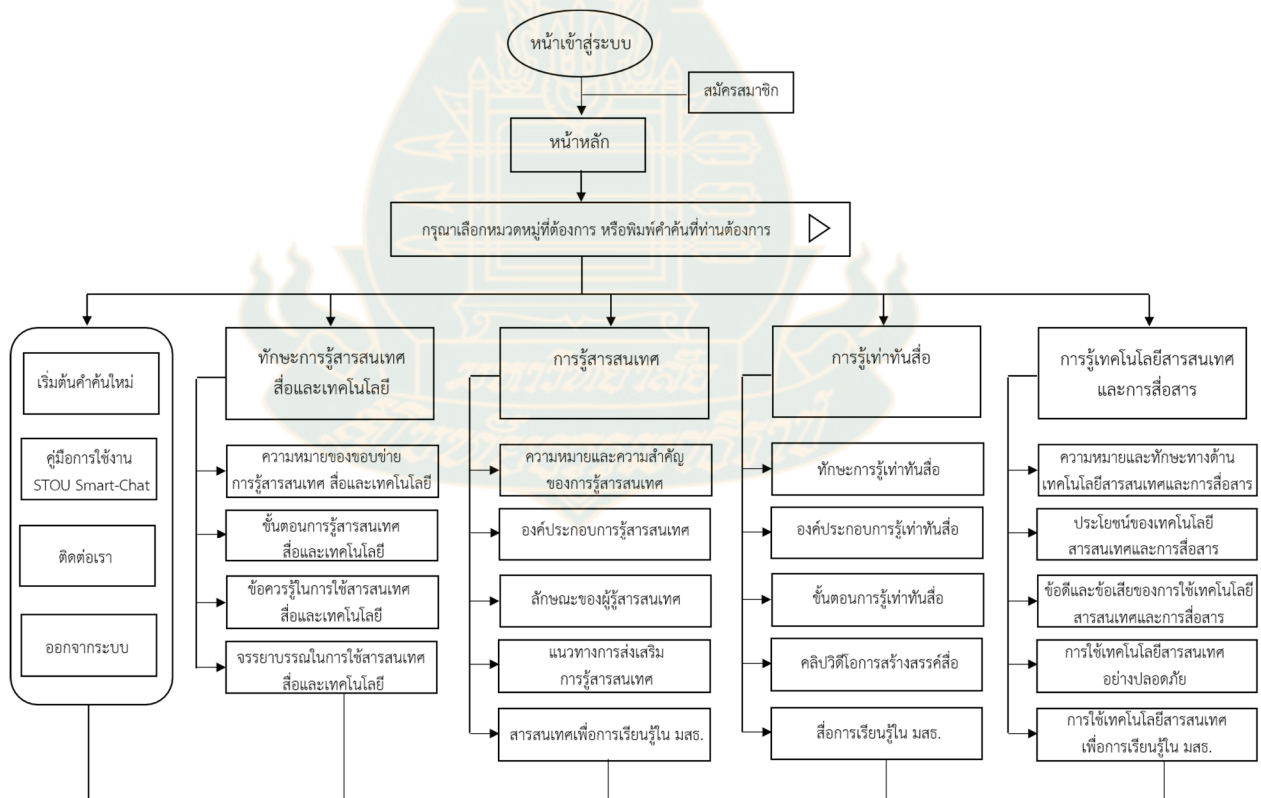 หน้าเข้าสู่ระบบ
สมัครสมาชิก
หน้าหลัก
กรุณาเลือกหมวดหมู่ที่ต้องการ หรือพิมพ์คำค้นที่ท่านต้องการ
เริ่มต้นคำค้นใหม่
คู่มือการใช้งาน
STOU Smart-Chat
ติดต่อเรา
ออกจากระบบ
ทักษะการรู้สารสนเทศ
สื่อและเทคโนโลยี
ความหมายของขอบข่าย
การรู้สารสนเทศ สื่อและเทคโนโลยี
ขั้นตอนการรู้สารสนเทศ
สื่อและเทคโนโลยี
ข้อควรรู้ในการใช้สารสนเทศ
สื่อและเทคโนโลยี
จรรยาบรรณในการใช้สารสนเทศ
สื่อและเทคโนโลยี
การรู้สารสนเทศ
ความหมายและความสำคัญ
ของการรู้สารสนเทศ
องค์ประกอบการรู้สารสนเทศ
ลักษณะของผู้รู้สารสนเทศ
แนวทางการส่งเสริม
การรู้สารสนเทศ
สารสนเทศเพื่อการเรียนรู้ใน มสธ.
การรู้เท่าทันสื่อ
ทักษะการรู้เท่าทันสื่อ
องค์ประกอบการรู้เท่าทันสื่อ
ขั้นตอนการรู้เท่าทันสื่อ
คลิปวิดีโอการสร้างสรรค์สื่อ
สื่อการเรียนรู้ใน มสธ.
การรู้เทคโนโลยีสารสนเทศ
และการสื่อสาร
ความหมายและทักษะทางด้าน
เทคโนโลยีสารสนเทศและการสื่อสาร
ประโยชน์ของเทคโนโลยี
สารสนเทศและการสื่อสาร
ข้อดีและข้อเสียของการใช้เทคโนโลยี
สารสนเทศและการสื่อสาร
การใช้เทคโนโลยีสารสนเทศ
อย่างปลอดภัย
การใช้เทคโนโลยีสารสนเทศ
เพื่อการเรียนรู้ใน มสธ.
มหาวิทยาลัย
สุโขทัยธรรมาธิราช